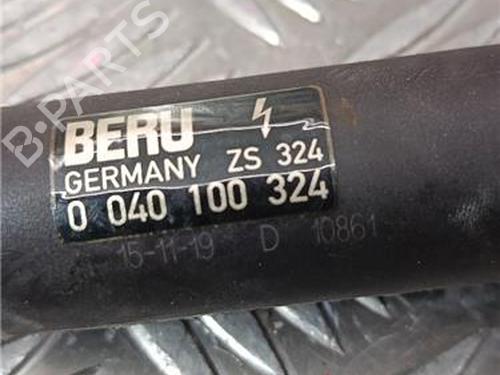 B-PARTS
BERU
GERMANY ZS 324
0 040 100 324
15-11-19 D 10861